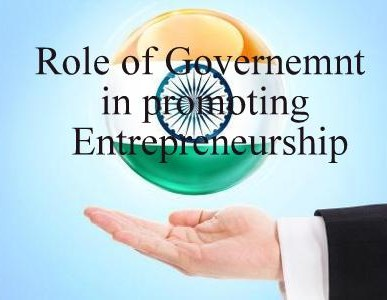 Role of Governemnt
in promoting
Entrepreneurship